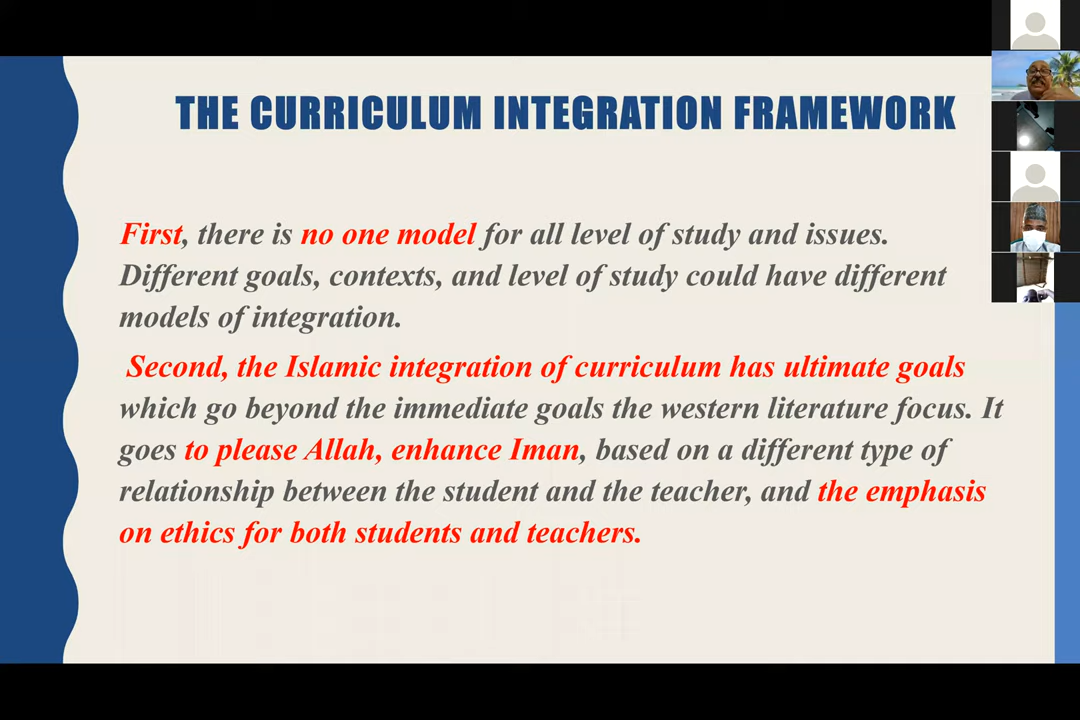 THE CURRICULUM INTEGRATION FRAMEWORK
First, there is no one model for all level of study and issues.
Different goals, contexts, and level of study could have different
models of integration.
Second, the Islamic integration of curriculum has ultimate goals
which go beyond the immediate goals the western literature focus. It
goes to please Allah, enhance Iman, based on a different type of
relationship between the student and the teacher, and the emphasis
on ethics for both students and teachers.